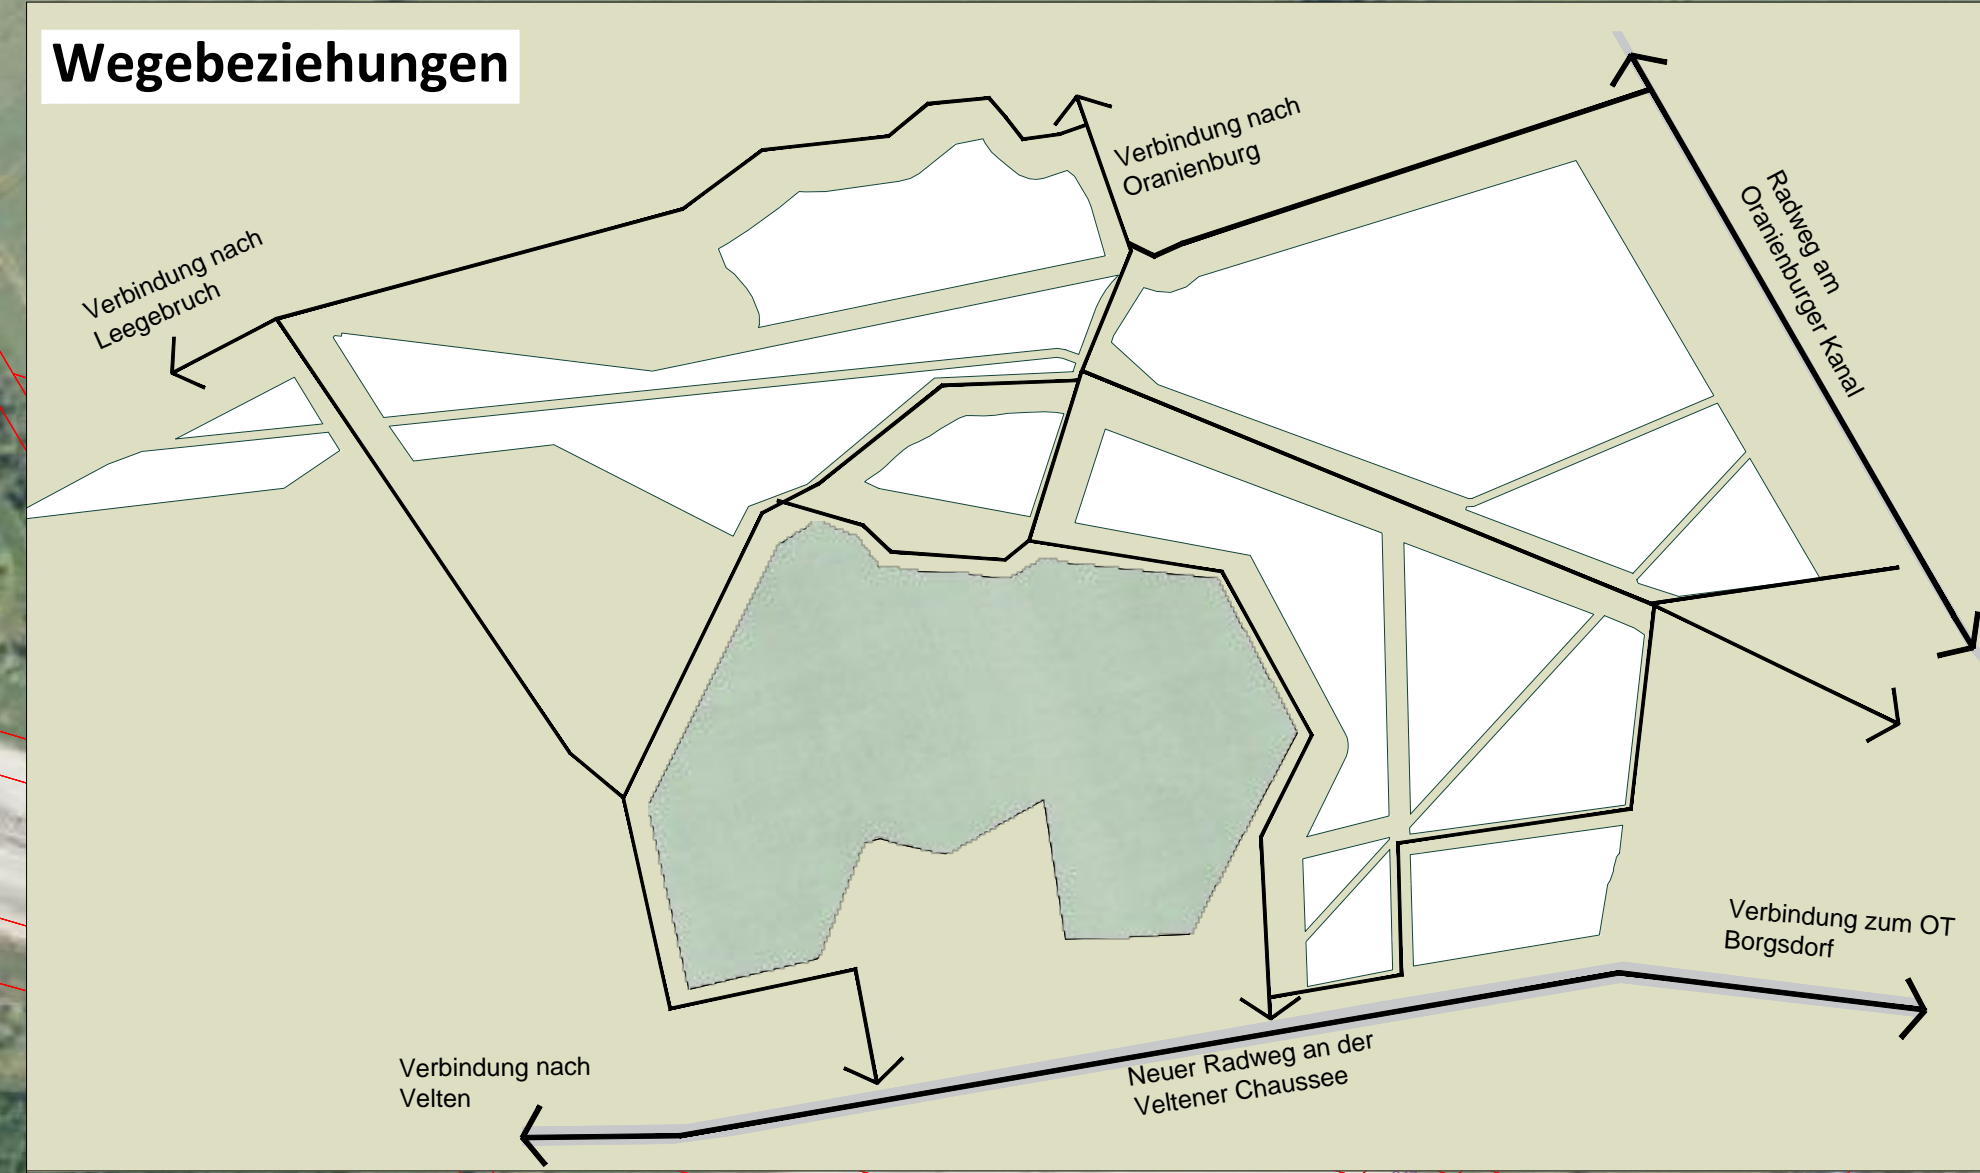 Wegebeziehungen
Verbindung nach
Oranienburg
Radweg am
Oranienburger Kanal
Verbindung nach
Leegebruch
Verbindung zum OT
Borgsdorf
Neuer Radweg an der
Veltener Chaussee
Verbindung nach
Velten